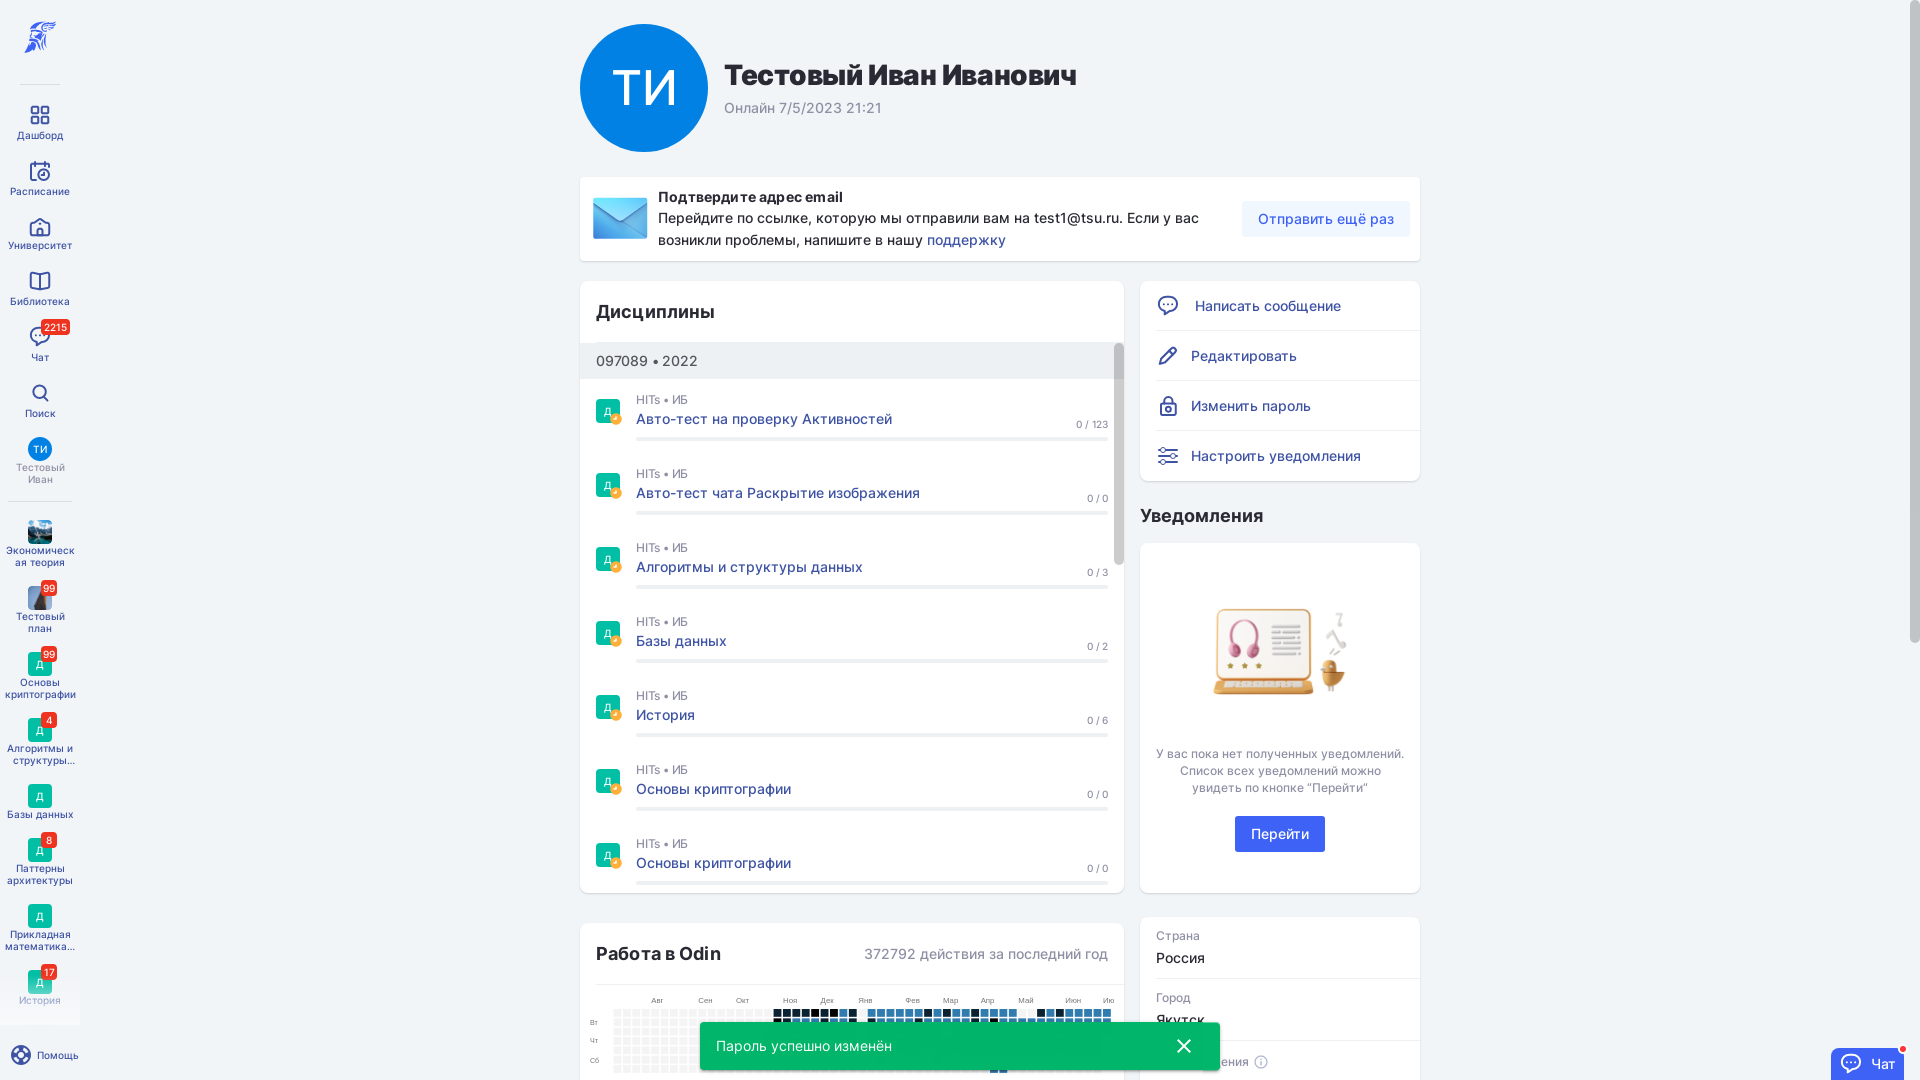 Дашборд
Расписание
Университет
Библиотека
2215
Чат
Поиск
ТИ
Тестовый
Иван
Экономическ
ая теория
99
Тестовый
план
99
Д
Основы
криптографии
4
Д
Алгоритмы и
структуры...
Д
Базы данных
8
Д
Паттерны
архитектуры
Д
Прикладная
математика...
17
Д
История
Помощь
ТИ
Тестовый Иван Иванович
Онлайн 7/5/2023 21:21
Подтвердите адрес email
Перейдите по ссылке, которую мы отправили вам на test1@tsu.ru. Если у вас
возникли проблемы, напишите в нашу поддержку
Отправить ещё раз
Дисциплины
097089 • 2022
Д
HITs • ИБ
Авто-тест на проверку Активностей
0 / 123
Д
HITs • ИБ
Авто-тест чата Раскрытие изображения
0 / 0
Д
HITs • ИБ
Алгоритмы и структуры данных
0 / 3
Д
HITs • ИБ
Базы данных
0 / 2
Д
HITs • ИБ
История
0 / 6
Д
HITs • ИБ
Основы криптографии
0 / 0
Д
HITs • ИБ
Основы криптографии
0 / 0
Написать сообщение
Редактировать
Изменить пароль
Настроить уведомления
Уведомления
У вас пока нет полученных уведомлений.
Список всех уведомлений можно
увидеть по кнопке “Перейти”
Перейти
Работа в Odin
372792 действия за последний год
Авг Сен Окт Ноя Дек Янв Фев Мар Апр Май Июн Ию
Вт
Чт
Сб
Страна
Россия
Город
Якутск
ения
Пароль успешно изменён
Чат